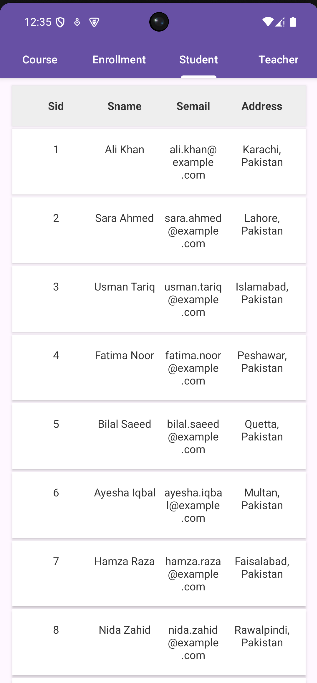 12:35
Course Enrollment Student Teacher
Sid Sname Semail Address
1 Ali Khan ali.khan@ Karachi,
example Pakistan
.com
2 Sara Ahmed sara.ahmed Lahore,
@example Pakistan
.com
3 Usman Tariq usman.tariq Islamabad,
@example Pakistan
.com
4 Fatima Noor fatima.noor Peshawar,
@example Pakistan
.com
5 Bilal Saeed bilal.saeed Quetta,
@example Pakistan
.com
6 Ayesha Iqbal ayesha.iqba Multan,
l@example Pakistan
.com
7 Hamza Raza hamza.raza Faisalabad,
@example Pakistan
.com
8 Nida Zahid nida.zahid Rawalpindi,
@example Pakistan
.com